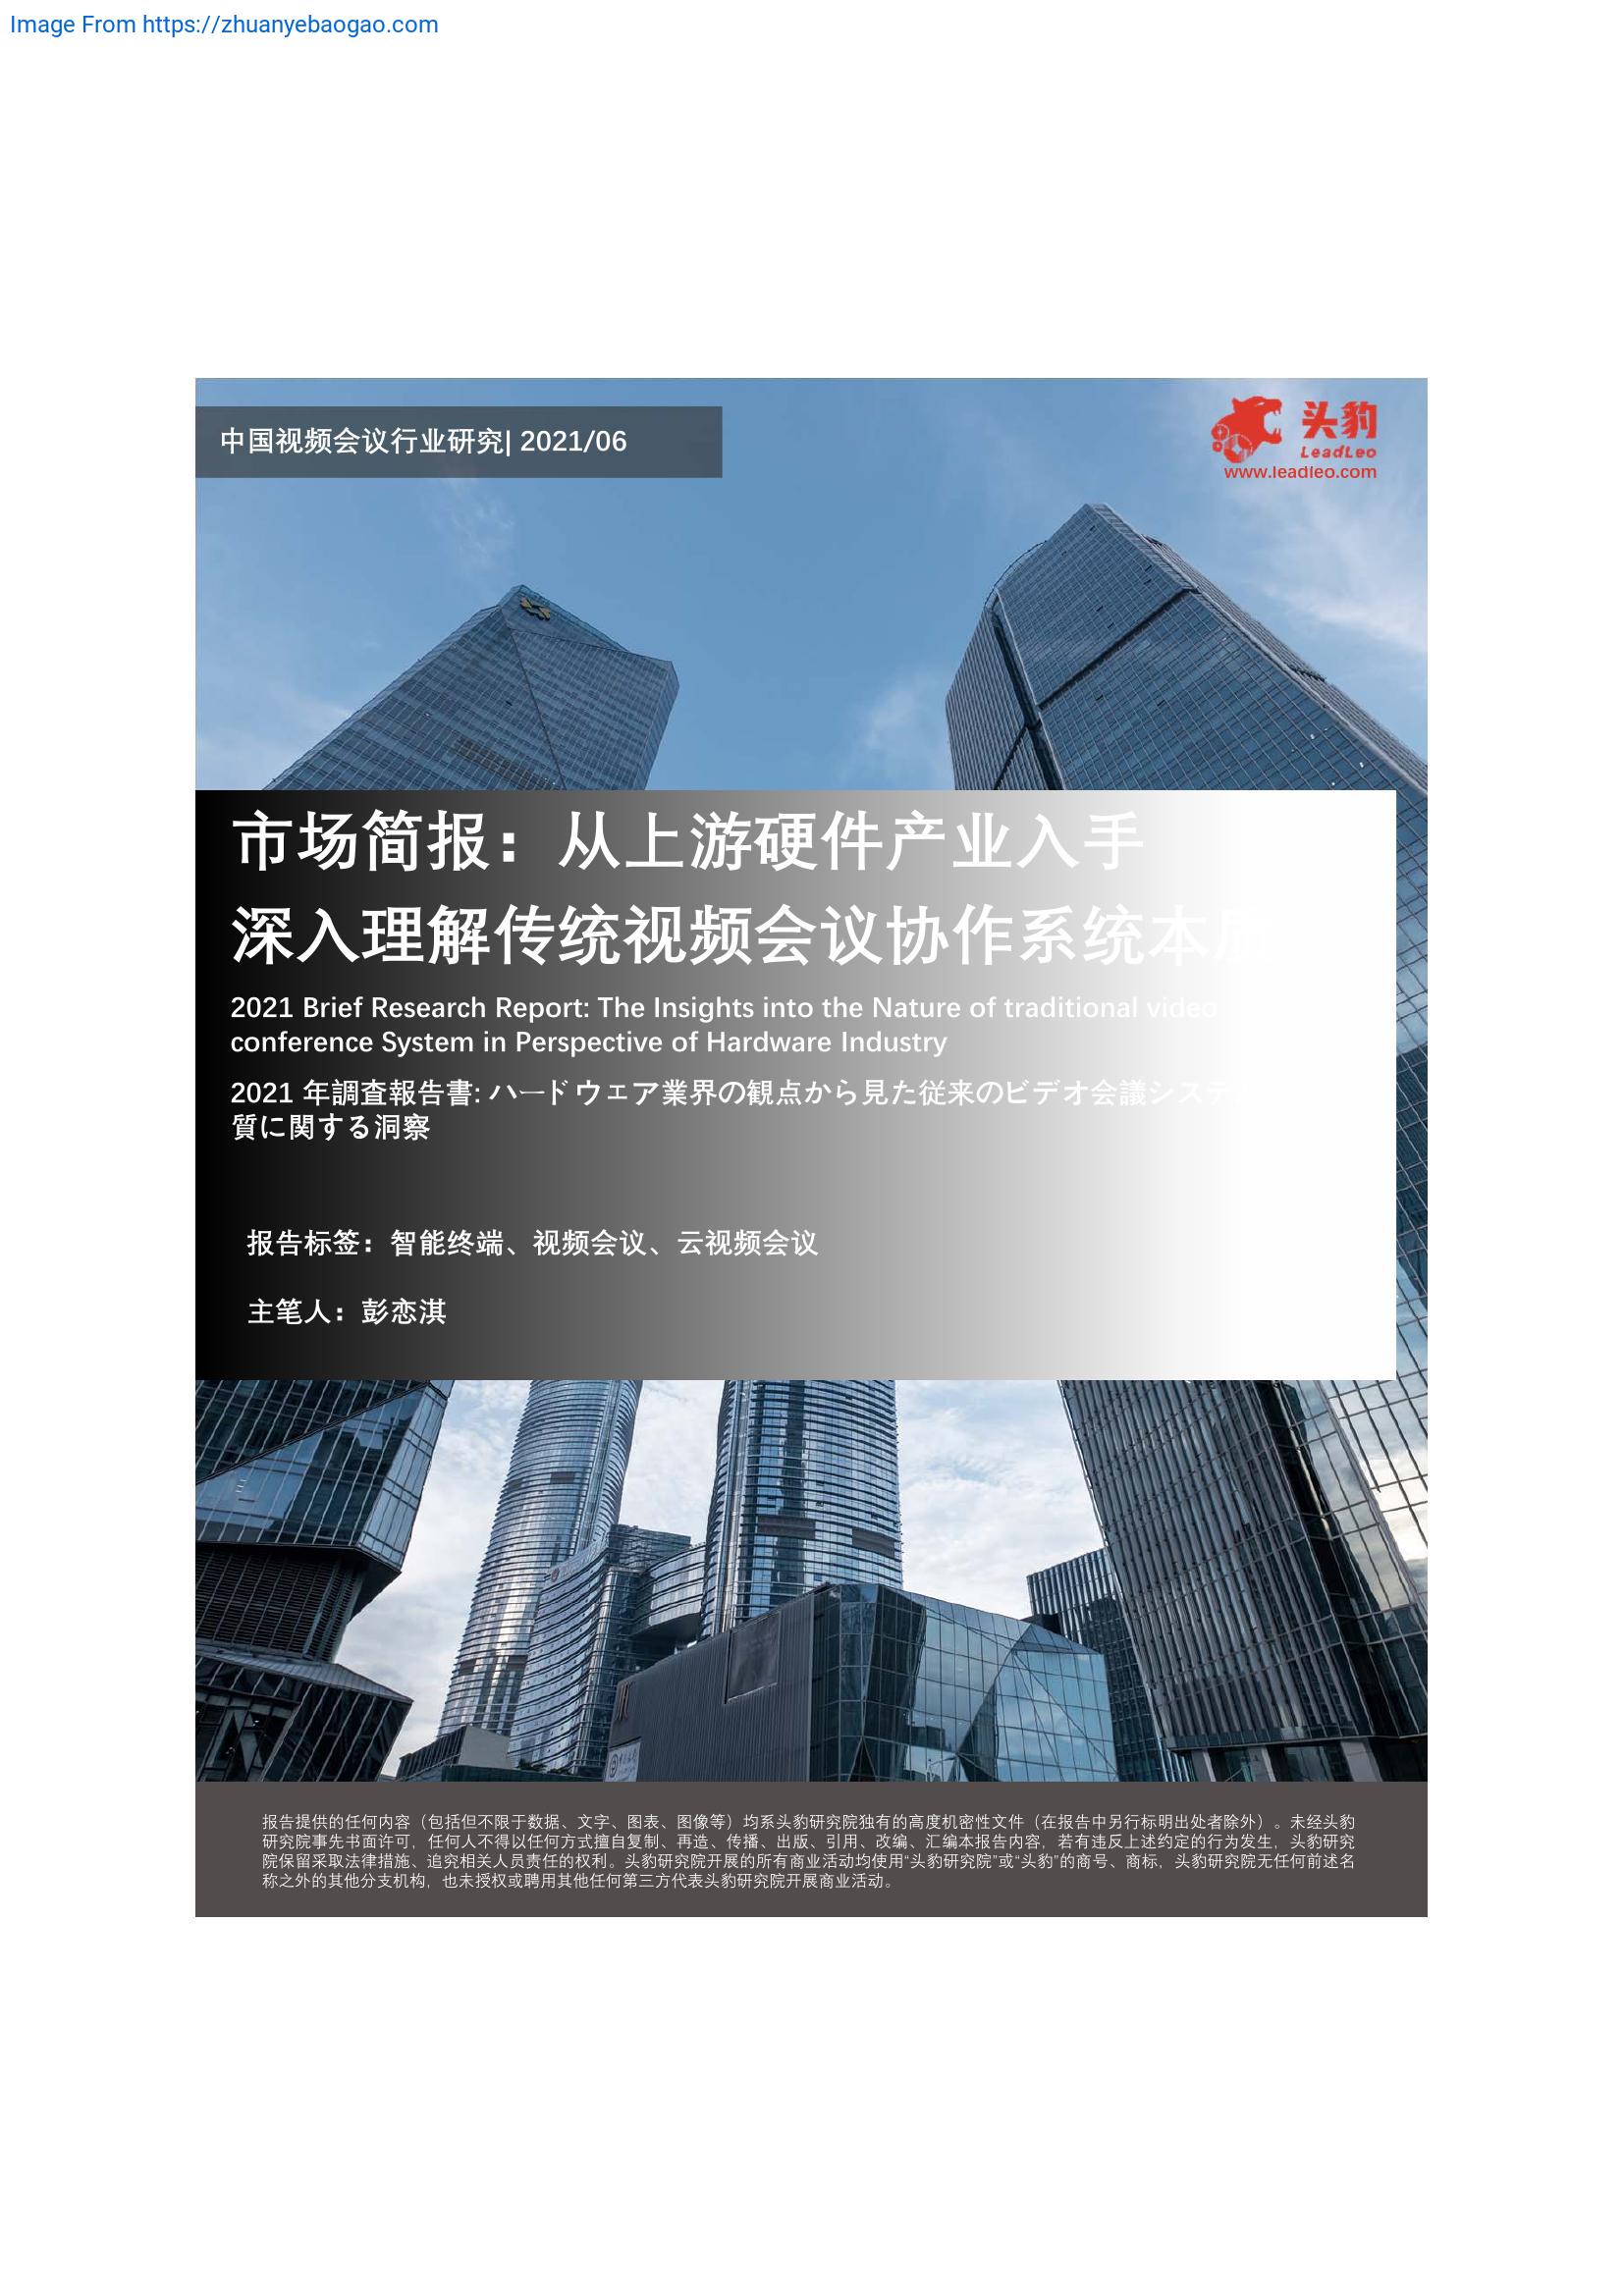 Image From https://zhuanyebaogao.com
中国视频会议行业研究| 2021/06
头豹
LeadLeo
www.leadleo.com
市场简报：从上游硬件产业入手
深入理解传统视频会议协作系统本质
2021 Brief Research Report: The Insights into the Nature of traditional video
conference System in Perspective of Hardware Industry
2021 年調査報告書: ハードウェア業界の観点から見た従来のビデオ会議システ
質に関する洞察
报告标签：智能终端、视频会议、云视频会议
主笔人：彭恋淇
报告提供的任何内容（包括但不限于数据、文字、图表、图像等）均系头豹研究院独有的高度机密性文件（在报告中另行标明出处者除外）。未经头豹
研究院事先书面许可，任何人不得以任何方式擅自复制、再造、传播、出版、引用、改编、汇编本报告内容，若有违反上述约定的行为发生，头豹研究
院保留采取法律措施、追究相关人员责任的权利。头豹研究院开展的所有商业活动均使用“头豹研究院”或“头豹”的商号、商标，头豹研究院无任何前述名
称之外的其他分支机构，也未授权或聘用其他任何第三方代表头豹研究院开展商业活动。